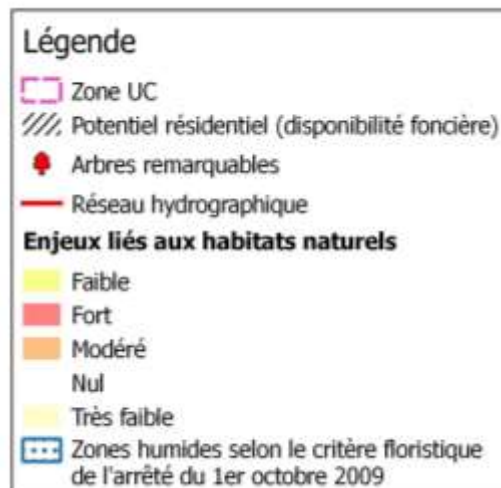 Légende
Zone UC
Potentiel résidentiel (disponibilité foncière)
Arbres remarquables
Réseau hydrographique
Enjeux liés aux habitats naturels
Faible
Fort
Modéré
Nul
Très faible
Zones humides selon le critère floristique
de l'arrêté du 1er octobre 2009